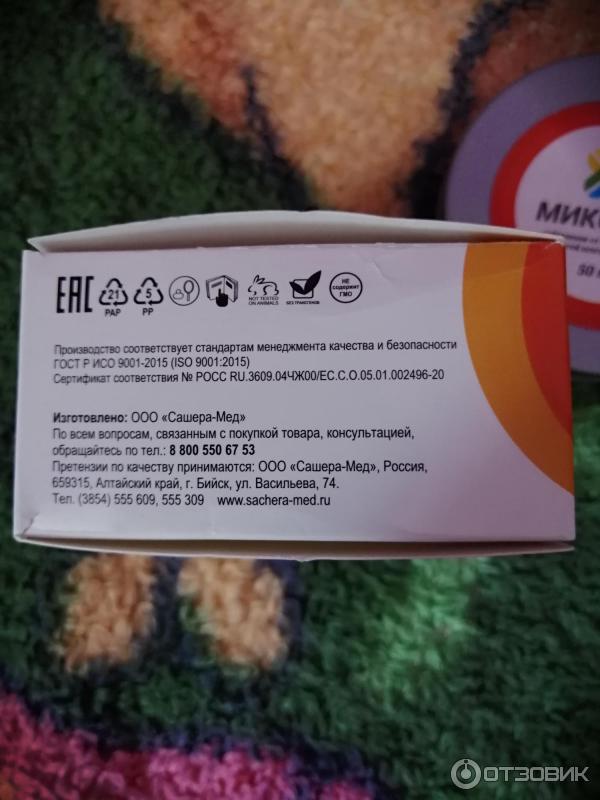 EAC
21
PAP
5
PP
NOT TESTED
ON ANIMALS
БЕЗ ПАРАБЕНОВ
НЕ
СОДЕРЖИТ
ГМО
Производство соответствует стандартам менеджмента качества и безопасности
ГОСТ Р ИСО 9001-2015 (ISO 9001:2015)
Сертификат соответствия № РОСС RU.3609.04ЧЖ00/ЕС.С.О.05.01.002496-20
Изготовлено: ООО «Сашера-Мед»
По всем вопросам, связанным с покупкой товара, консультацией,
обращайтесь по тел.: 8 800 550 67 53
Претензии по качеству принимаются: ООО «Сашера-Мед», Россия,
659315, Алтайский край, г. Бийск, ул. Васильева, 74.
Тел. (3854) 555 609, 555 309 www.sachera-med.ru
МИКО
50
ОТЗОВИК